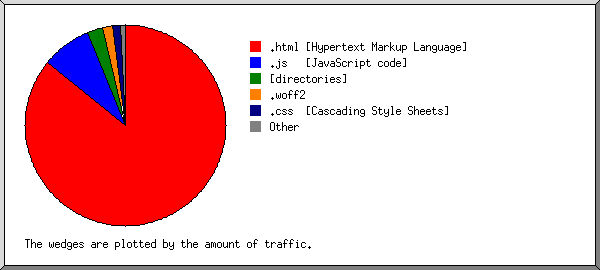 .html [Hypertext Markup Language]
.js   [JavaScript code]
[directories]
.woff2
.css  [Cascading Style Sheets]
Other
The wedges are plotted by the amount of traffic.